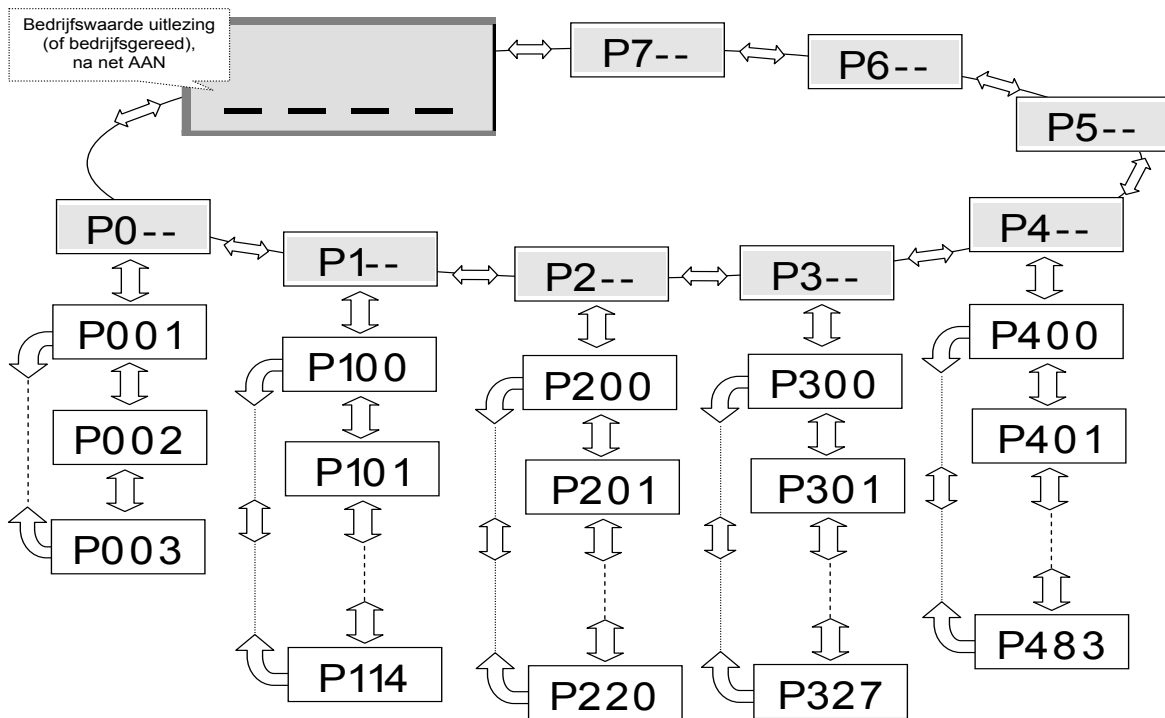 Bedrijfswaarde uitlezing
(of bedrijfsgereed),
na net AAN
_ _ _ _
P7--
P6--
P5--
P0--
P1--
P2--
P3--
P4--
P001
P002
P003
P100
P101
P114
P200
P201
P220
P300
P301
P327
P400
P401
P483